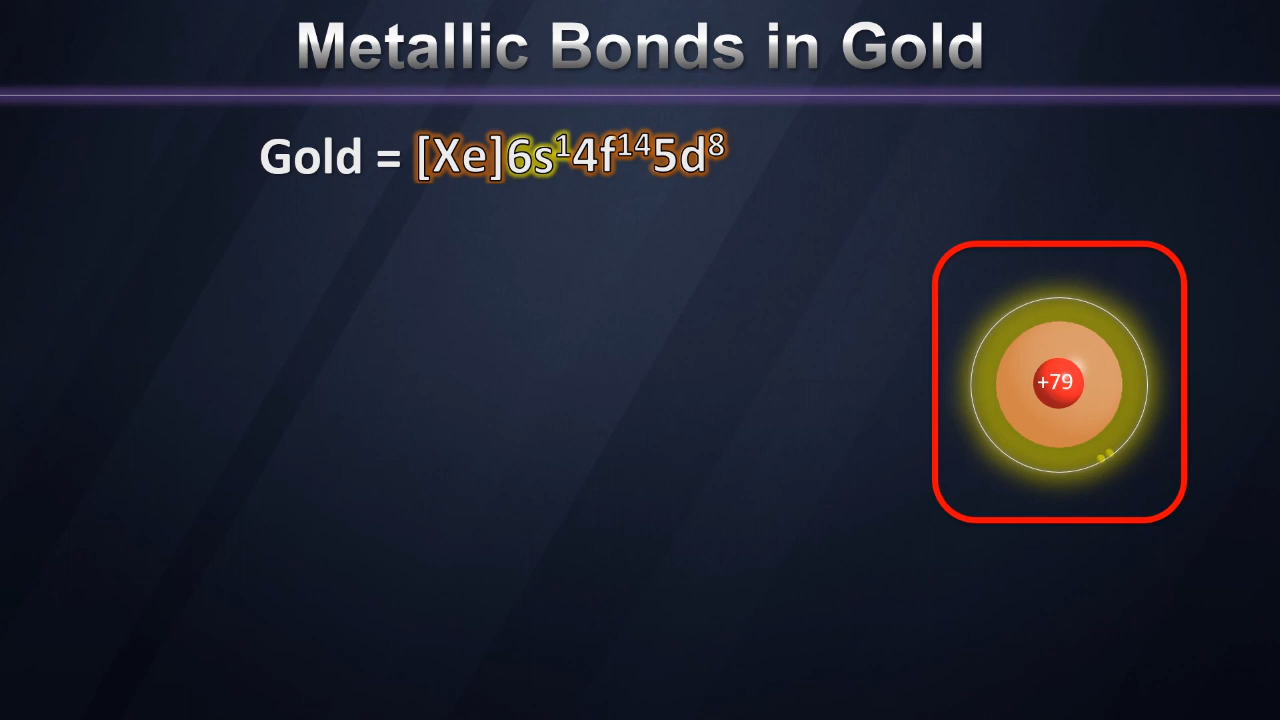 Metallic Bonds in Gold
Gold = [Xe]6s¹4f¹⁴5d⁸
+79